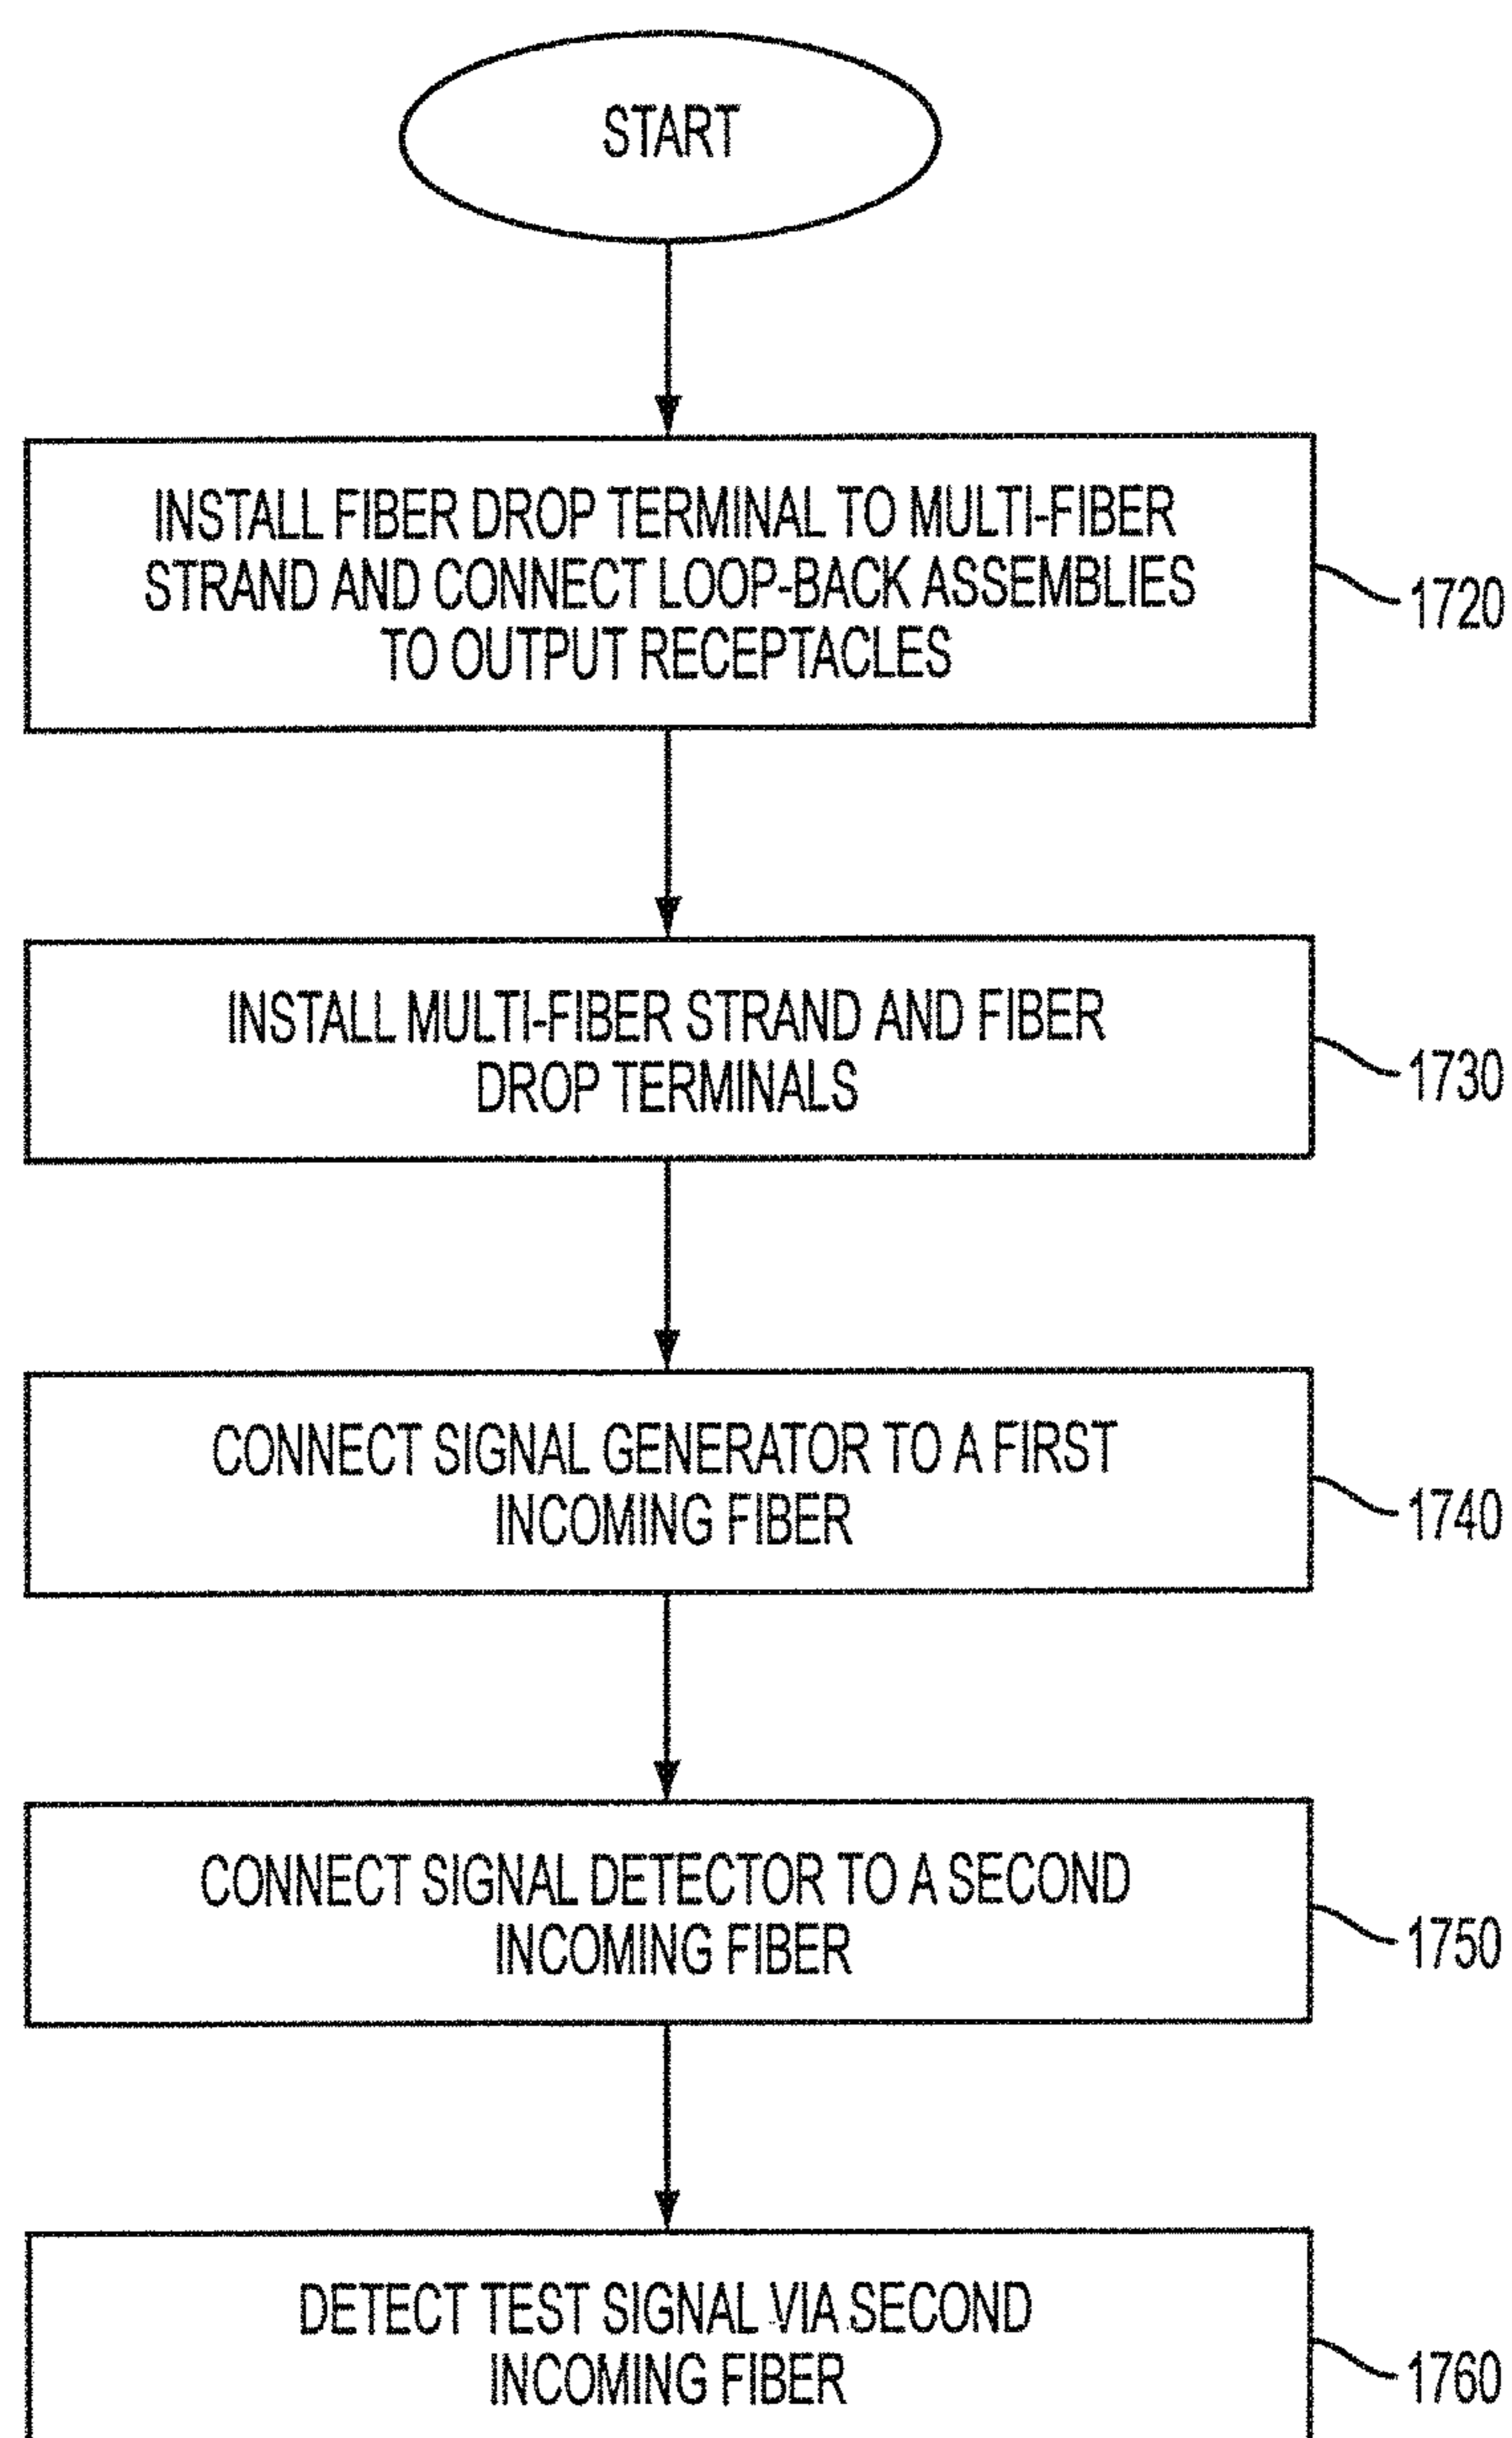 START
INSTALL FIBER DROP TERMINAL TO MULTI-FIBER
STRAND AND CONNECT LOOP-BACK ASSEMBLIES
TO OUTPUT RECEPTACLES
1720
INSTALL MULTI-FIBER STRAND AND FIBER
DROP TERMINALS
1730
CONNECT SIGNAL GENERATOR TO A FIRST
INCOMING FIBER
1740
CONNECT SIGNAL DETECTOR TO A SECOND
INCOMING FIBER
1750
DETECT TEST SIGNAL VIA SECOND
INCOMING FIBER
1760